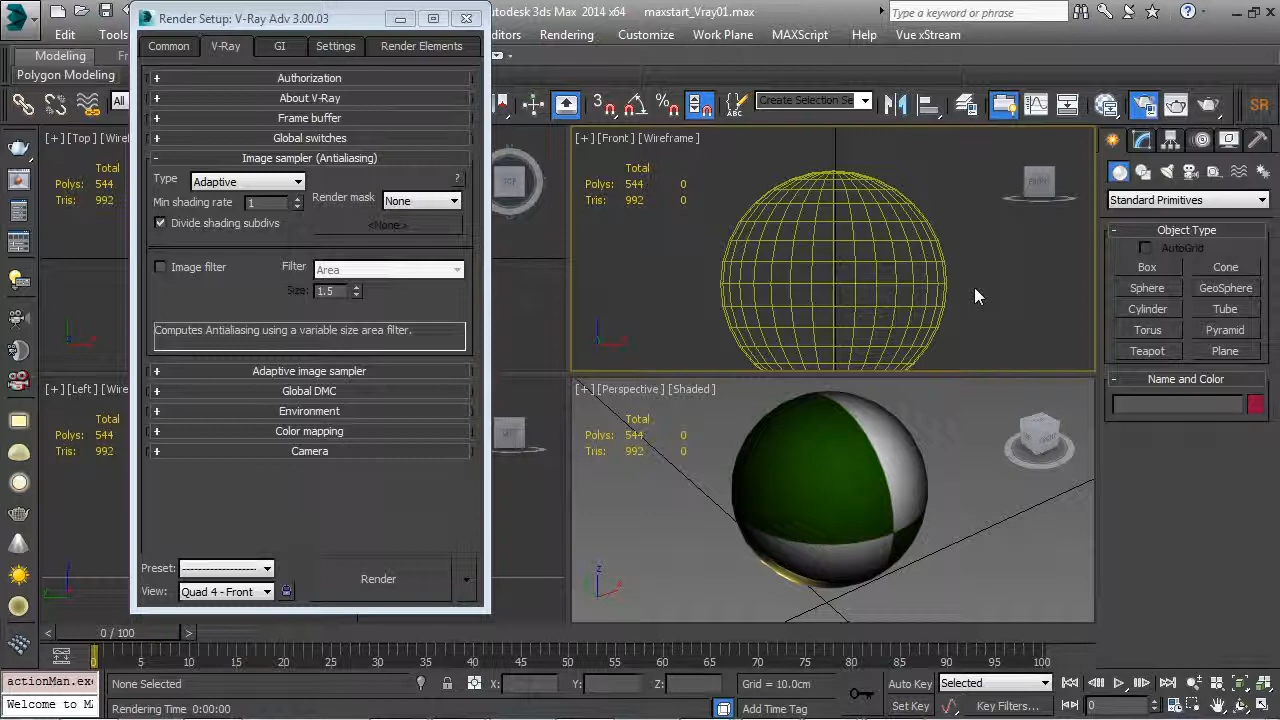 Render Setup: V-Ray Adv 3.00.03
Autodesk 3ds Max 2014 x64
maxstart_Vray01.max
Type a keyword or phrase
Edit
Tools
Rendering
Customize
Work Plane
MAXScript
Help
Vue xStream
Modeling
Polygon Modeling
All
Create Selection Se
ABC
SR
Common
V-Ray
GI
Settings
Render Elements
Authorization
About V-Ray
Frame buffer
Global switches
Image sampler (Antialiasing)
Type
Adaptive
?
Min shading rate
1
Render mask
None
Divide shading subdivs
<None>
Image filter
Filter
Area
Size:
1.5
Computes Antialiasing using a variable size area filter.
Adaptive image sampler
Global DMC
Environment
Color mapping
Camera
Preset:
View:
Quad 4 - Front
Render
[+] [Top] [Wiref
Total
Polys: 544
Tris: 992
TOP
[+] [Front] [Wireframe]
Total
Polys: 544 0
Tris: 992 0
[+] [Left] [Wire
Total
Polys: 544
Tris: 992
[+] [Perspective] [Shaded]
Total
Polys: 544 0
Tris: 992 0
Standard Primitives
Object Type
AutoGrid
Box
Cone
Sphere
GeoSphere
Cylinder
Tube
Torus
Pyramid
Teapot
Plane
Name and Color
0 / 100
5 10 15 20 25 30 35 40 45 50 55 60 65 70 75 80 85 90 95 100
actionMan.exe
None Selected
X:
Y:
Z:
Grid = 10.0cm
Auto Key
Selected
Welcome to M
Rendering Time 0:00:00
Add Time Tag
Set Key
Key Filters...
0